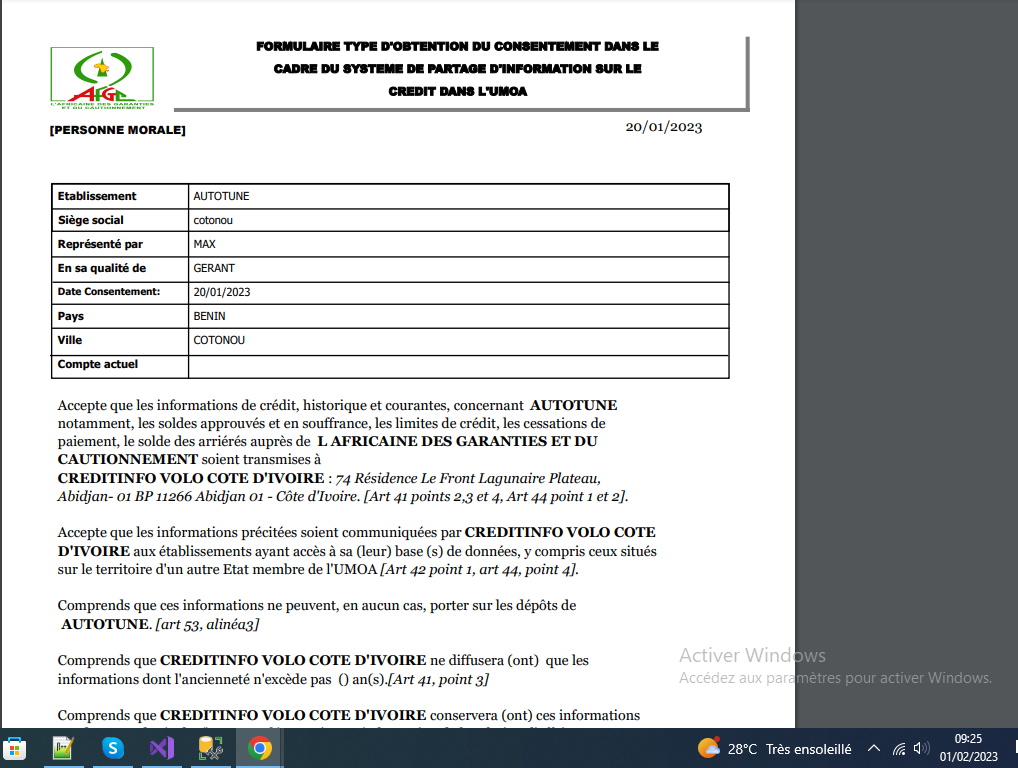 FORMULAIRE TYPE D'OBTENTION DU CONSENTEMENT DANS LE
CADRE DU SYSTEME DE PARTAGE D'INFORMATION SUR LE
CREDIT DANS L'UMOA
AFGC
L'AFRICAINE DES GARANTIES
ET DU CAUTIONNEMENT
[PERSONNE MORALE]
20/01/2023
Etablissement AUTOTUNE
Siège social cotonou
Représenté par MAX
En sa qualité de GERANT
Date Consentement: 20/01/2023
Pays BENIN
Ville COTONOU
Compte actuel
Accepte que les informations de crédit, historique et courantes, concernant AUTOTUNE
notamment, les soldes approuvés et en souffrance, les limites de crédit, les cessations de
paiement, le solde des arriérés auprès de L AFRICAINE DES GARANTIES ET DU
CAUTIONNEMENT soient transmises à
CREDITINFO VOLO COTE D'IVOIRE : 74 Résidence Le Front Lagunaire Plateau,
Abidjan- 01 BP 11266 Abidjan 01 - Côte d'Ivoire. [Art 41 points 2,3 et 4, Art 44 point 1 et 2].
Accepte que les informations précitées soient communiquées par CREDITINFO VOLO COTE
D'IVOIRE aux établissements ayant accès à sa (leur) base (s) de données, y compris ceux situés
sur le territoire d'un autre Etat membre de l'UMOA [Art 42 point 1, art 44, point 4].
Comprends que ces informations ne peuvent, en aucun cas, porter sur les dépôts de
AUTOTUNE. [art 53, alinéa3]
Comprends que CREDITINFO VOLO COTE D'IVOIRE ne diffusera (ont) que les
informations dont l'ancienneté n'excède pas () an(s).[Art 41, point 3]
Comprends que CREDITINFO VOLO COTE D'IVOIRE conservera (ont) ces informations
Activer Windows
Accédez aux paramètres pour activer Windows.
28°C Très ensoleillé
09:25
01/02/2023